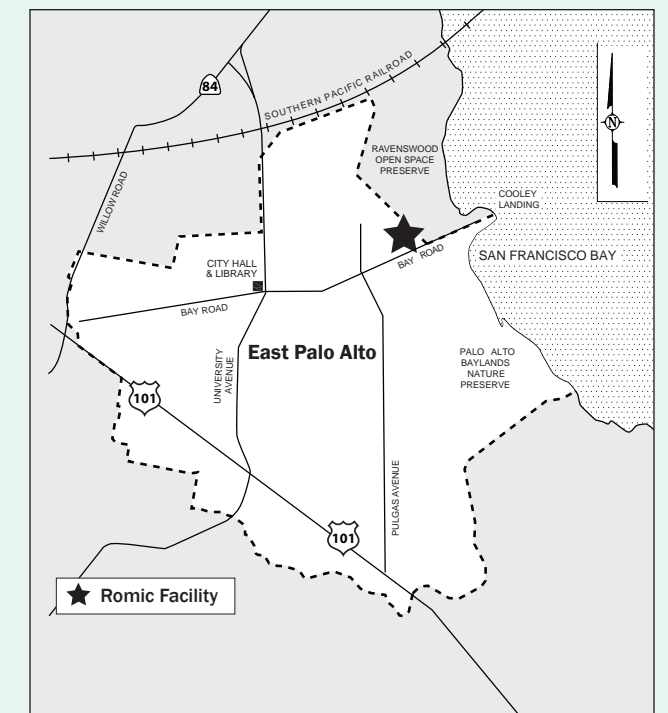 84
SOUTHERN PACIFIC RAILROAD
RAVENSWOOD
OPEN SPACE
PRESERVE
N
WILLOW ROAD
COOLEY
LANDING
CITY HALL
& LIBRARY
BAY ROAD
SAN FRANCISCO BAY
BAY ROAD
East Palo Alto
UNIVERSITY
AVENUE
PALO ALTO
BAYLANDS
NATURE
PRESERVE
101
PULGAS AVENUE
101
Romic Facility